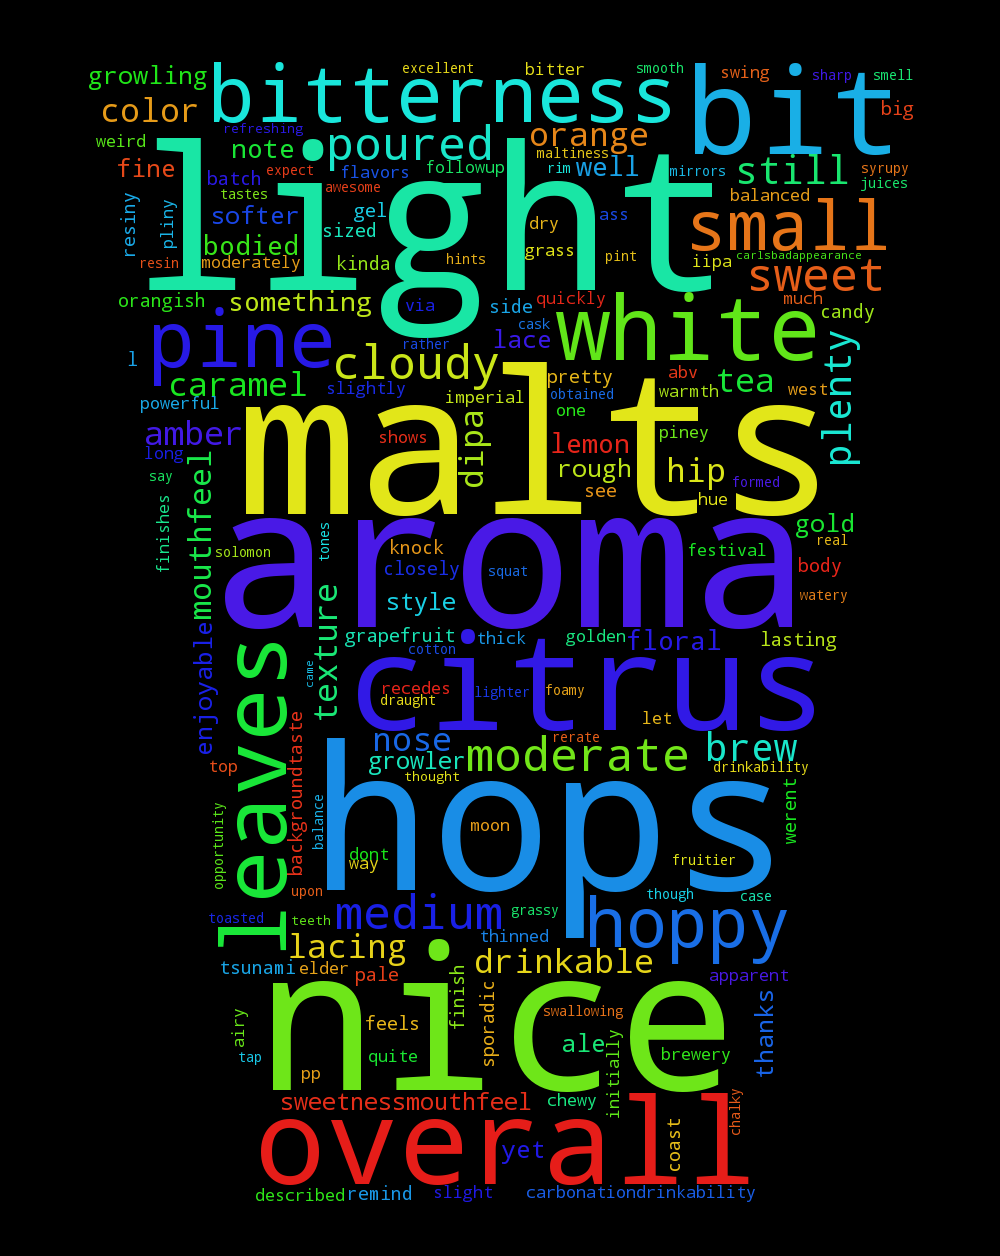 excellent bitter smooth
growling bitterness bit swing sharp smell
color big
refreshing poured orange
weird note maltiness well still
fine expect light followup rim mirrors syrupy
batch flavors juices
tastes awesome balanced
resiny pliny softer gel ass small
bodied sized dry
resin moderately kinda hints grass pint iipa carlsbadappearance
sweet
orangish something via side quickly much
pine cask white candy
l rather lace
caramel cloudy pretty abv tea plenty
powerful slightly imperial obtained warmth west
amber malts one
long shows dipa lemon piney
say mouthfeel rough hip
see hue formed
finishes aroma gold
solomon tones knock festival real
closely squat body
texture style watery
enjoyable leaves grapefruit thick golden floral lasting
came cotton citrus
recedes lighter foamy
draught let
top backgroundtaste nose rerate brew
growler moderate drinkability
thought
opportunity balance hops werent
moon
dont
way fruitier
upon though case
toasted teeth medium grassy hoppy
lacing thinned
tsunami elder pale finish drinkable apparent
nice sporadic swallowing thanks
airy feels
tap quite ale brewery
pp initially
sweetnessmouthfeel chewy chalky
overall yet coast
described remind slight carbonationdrinkability